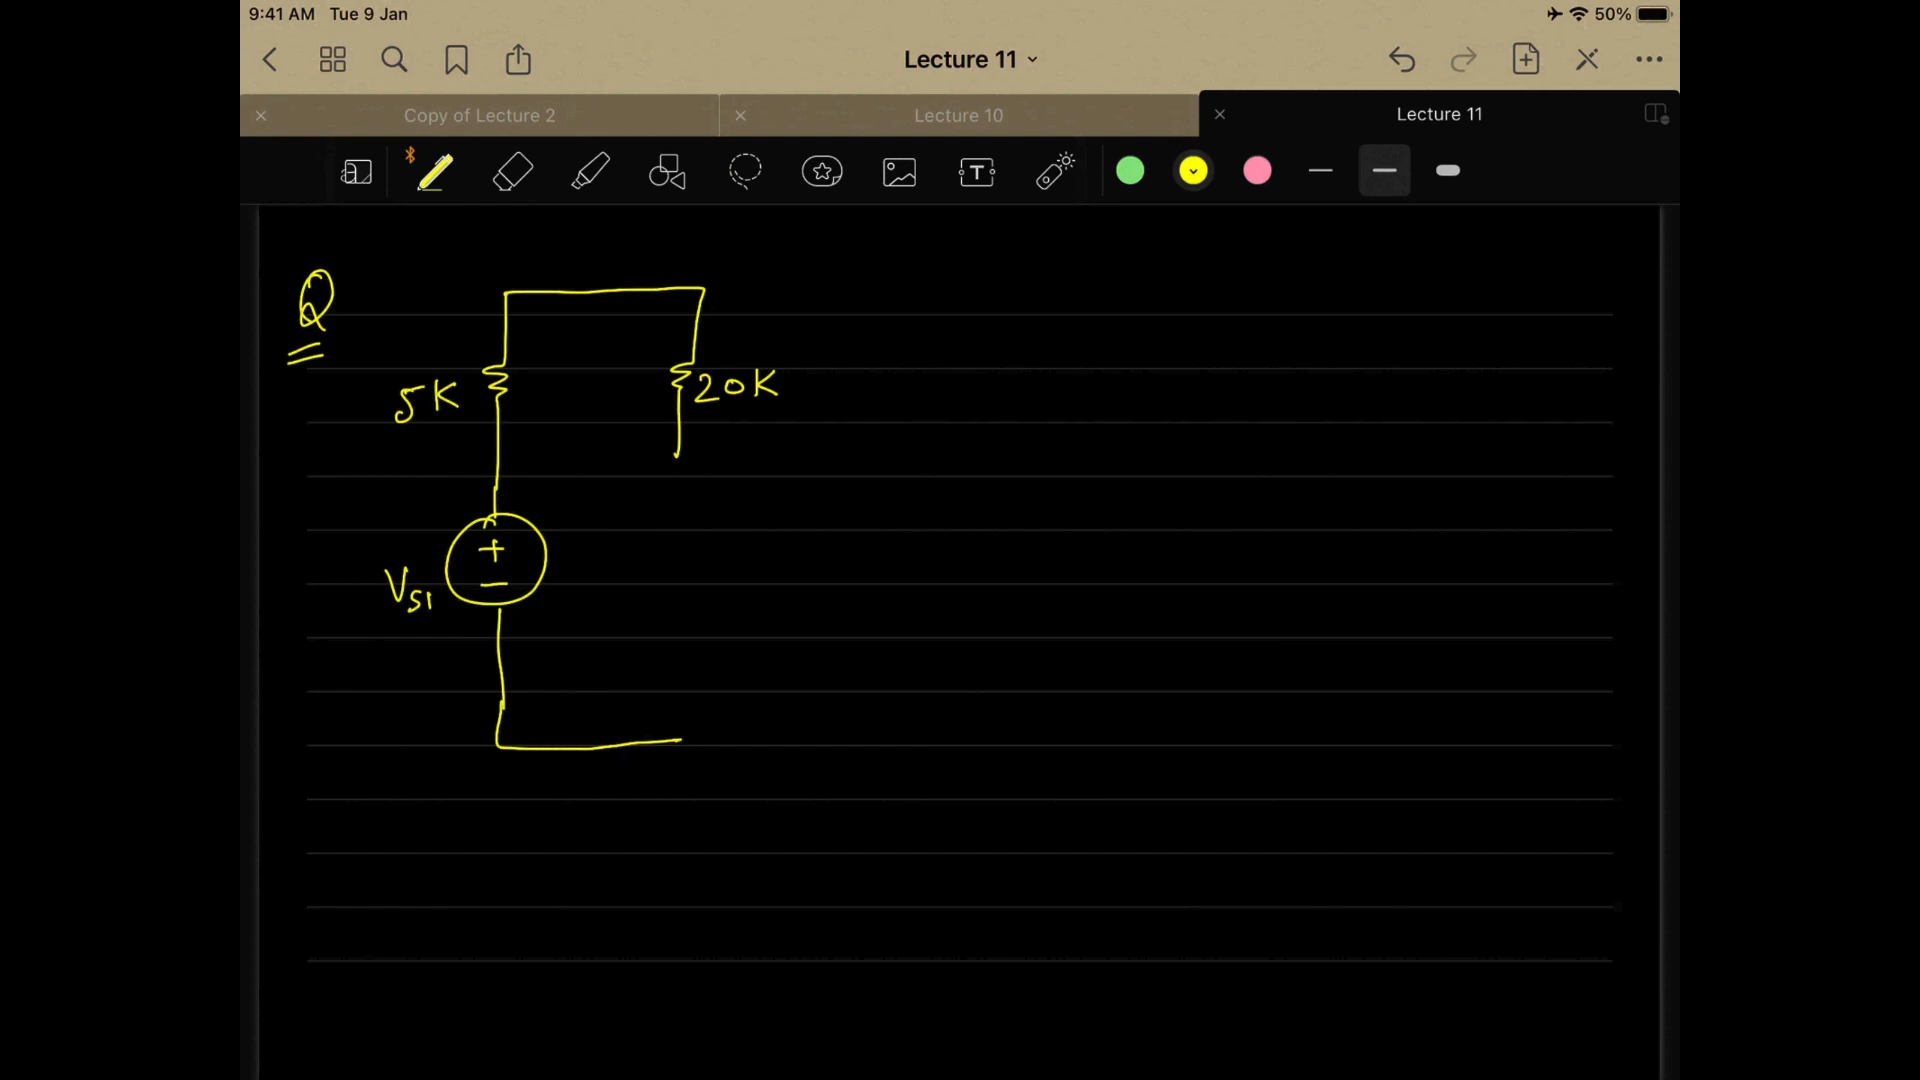 9:41 AM Tue 9 Jan
50%
Lecture 11
Copy of Lecture 2
Lecture 10
Lecture 11
T
Q
5K
20K
+
−
VS1